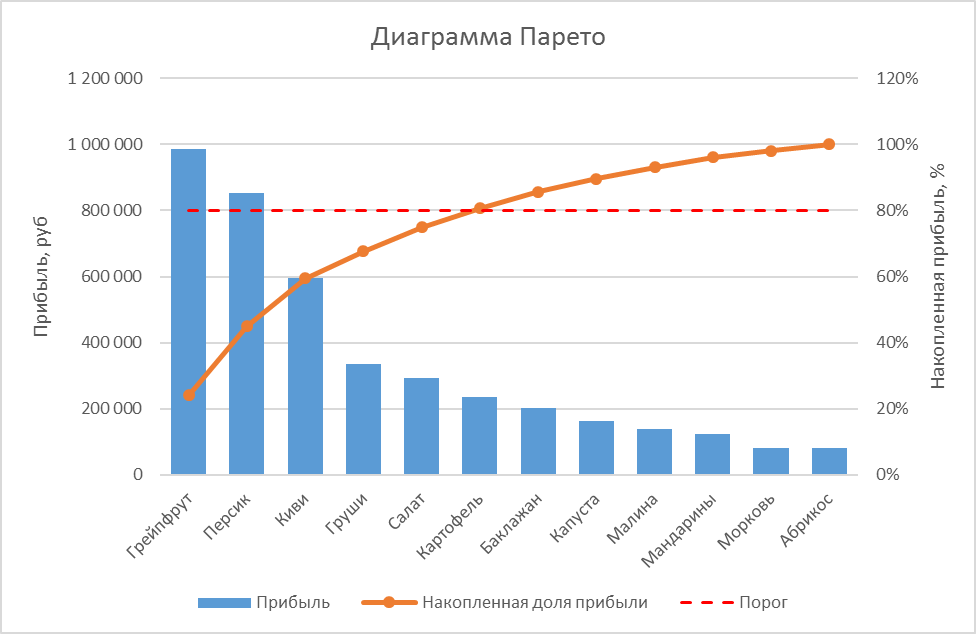 Диаграмма Парето
Прибыль, руб
1 200 000
1 000 000
800 000
600 000
400 000
200 000
0
120%
100%
80%
60%
40%
20%
0%
Накопленная прибыль, %
Грейпфрут
Персик
Киви
Груши
Салат
Картофель
Баклажан
Капуста
Малина
Мандарины
Морковь
Абрикос
Прибыль
Накопленная доля прибыли
Порог